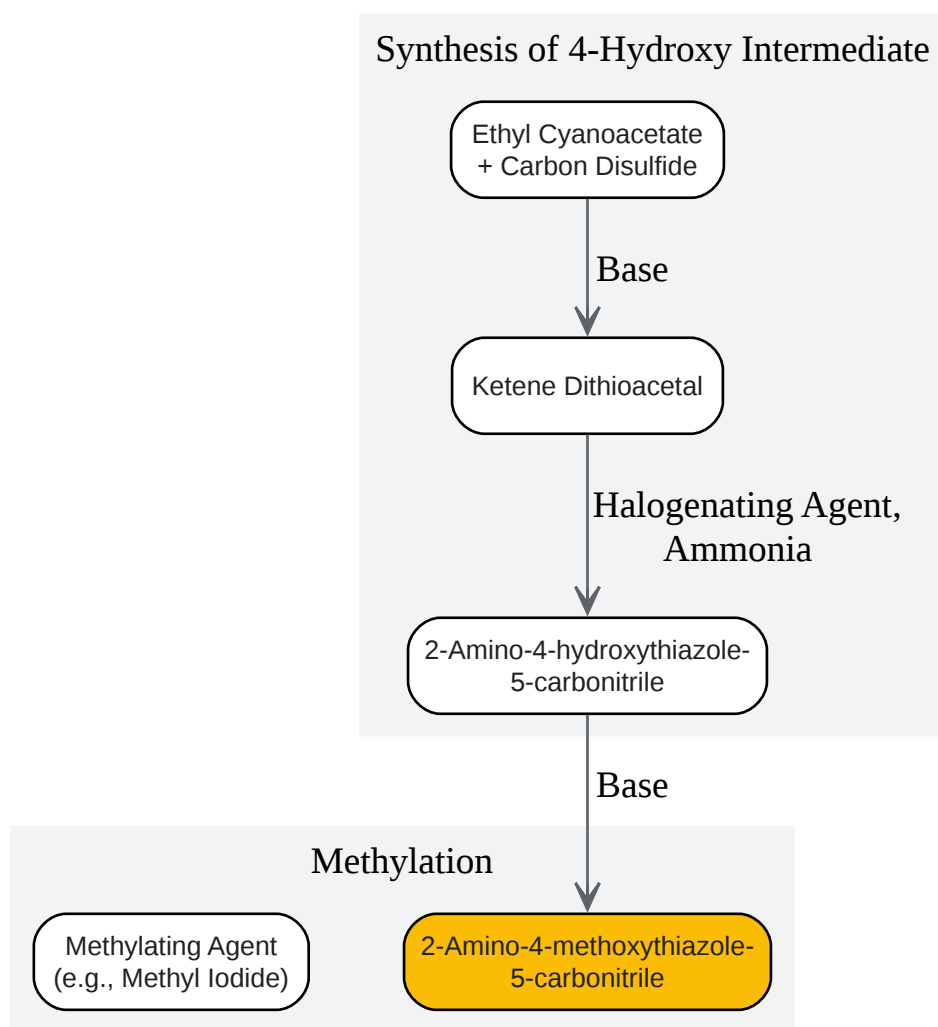 Synthesis of 4-Hydroxy Intermediate
Ethyl Cyanoacetate
+ Carbon Disulfide
Base
Ketene Dithioacetal
Halogenating Agent,
Ammonia
2-Amino-4-hydroxythiazole-
5-carbonitrile
Base
Methylation
Methylating Agent
(e.g., Methyl Iodide)
2-Amino-4-methoxythiazole-
5-carbonitrile